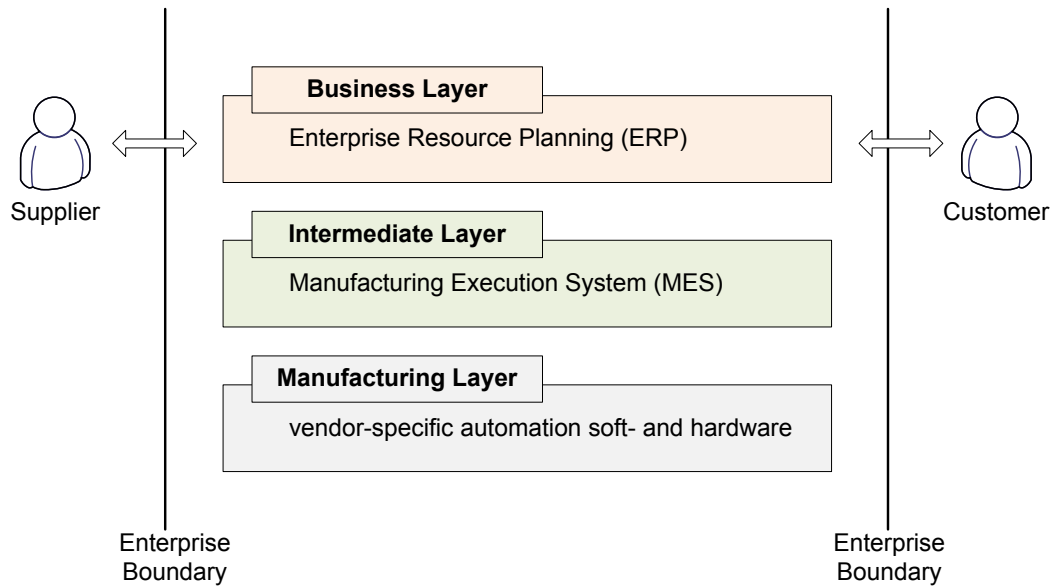 Business Layer
Enterprise Resource Planning (ERP)
Supplier
Customer
Intermediate Layer
Manufacturing Execution System (MES)
Manufacturing Layer
vendor-specific automation soft- and hardware
Enterprise
Boundary
Enterprise
Boundary